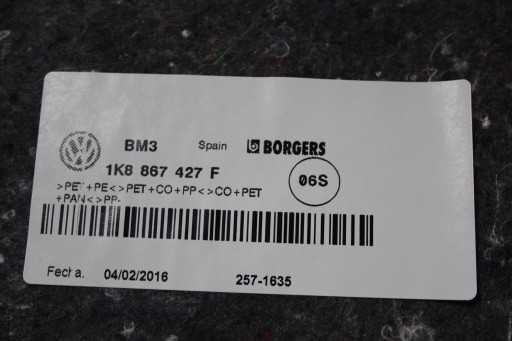 BM3 Spain BORGERS
1K8 867 427 F
06S
>PET+PE<>PET+CO+PP<>CO+PET
+PAN<>PP-
Fecha. 04/02/2016 257-1635